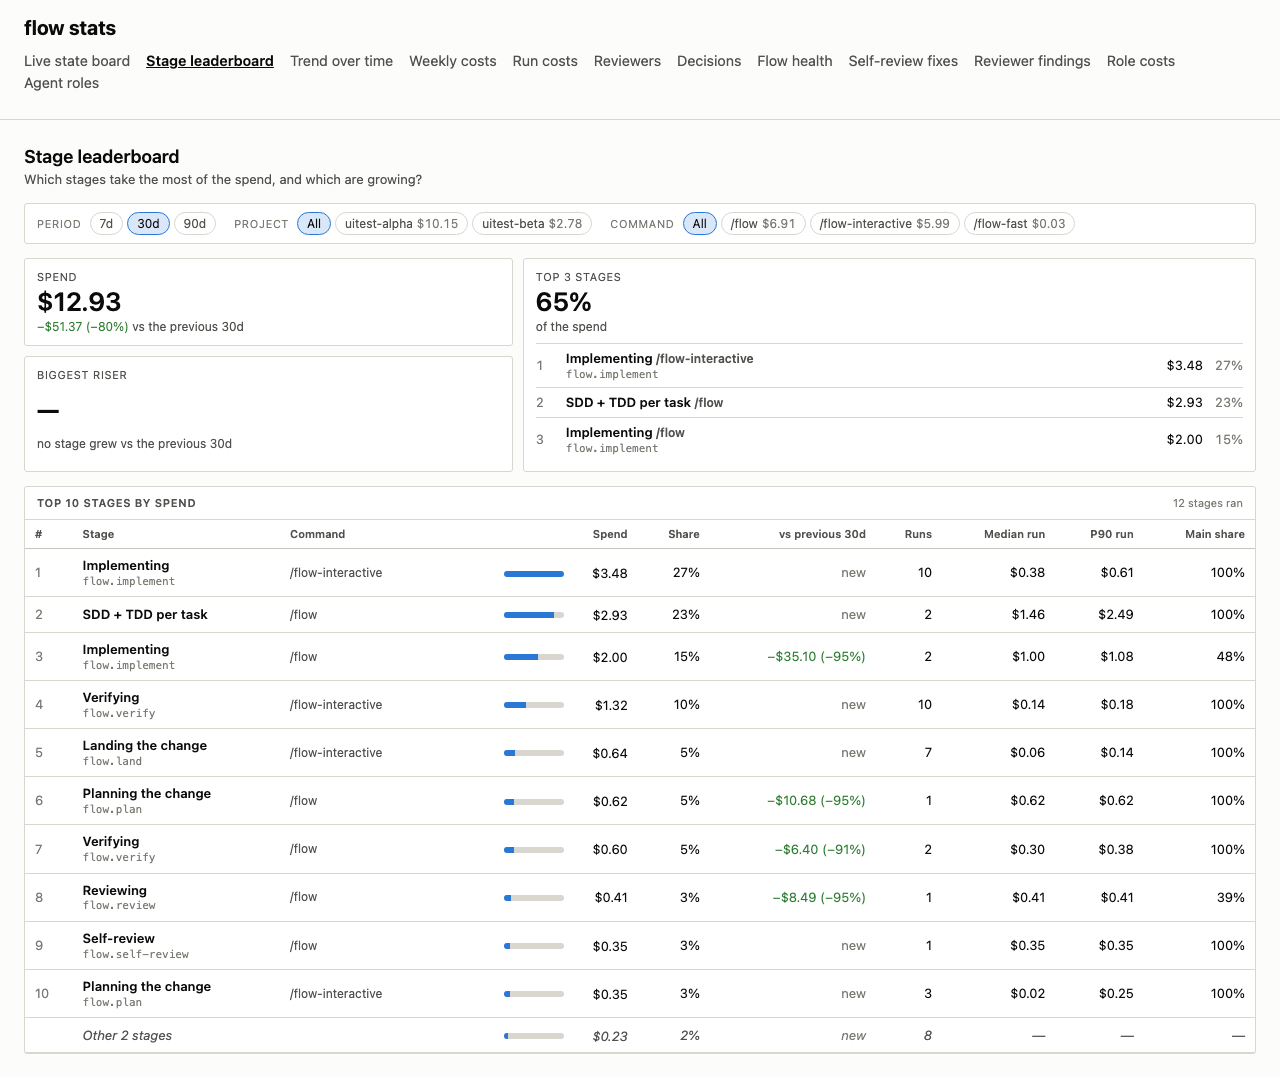 flow stats
Live state board Stage leaderboard Trend over time Weekly costs Run costs Reviewers Decisions Flow health Self-review fixes Reviewer findings Role costs
Agent roles
Stage leaderboard
Which stages take the most of the spend, and which are growing?
PERIOD 7d 30d 90d PROJECT All uitest-alpha $10.15 uitest-beta $2.78 COMMAND All /flow $6.91 /flow-interactive $5.99 /flow-fast $0.03
SPEND
$12.93
−$51.37 (−80%) vs the previous 30d
BIGGEST RISER
—
no stage grew vs the previous 30d
TOP 3 STAGES
65%
of the spend
1 Implementing /flow-interactive $3.48 27%
flow.implement
2 SDD + TDD per task /flow $2.93 23%
3 Implementing /flow $2.00 15%
flow.implement
TOP 10 STAGES BY SPEND 12 stages ran
# Stage Command Spend Share vs previous 30d Runs Median run P90 run Main share
1 Implementing /flow-interactive $3.48 27% new 10 $0.38 $0.61 100%
flow.implement
2 SDD + TDD per task /flow $2.93 23% new 2 $1.46 $2.49 100%
3 Implementing /flow $2.00 15% −$35.10 (−95%) 2 $1.00 $1.08 48%
flow.implement
4 Verifying /flow-interactive $1.32 10% new 10 $0.14 $0.18 100%
flow.verify
5 Landing the change /flow-interactive $0.64 5% new 7 $0.06 $0.14 100%
flow.land
6 Planning the change /flow $0.62 5% −$10.68 (−95%) 1 $0.62 $0.62 100%
flow.plan
7 Verifying /flow $0.60 5% −$6.40 (−91%) 2 $0.30 $0.38 100%
flow.verify
8 Reviewing /flow $0.41 3% −$8.49 (−95%) 1 $0.41 $0.41 39%
flow.review
9 Self-review /flow $0.35 3% new 1 $0.35 $0.35 100%
flow.self-review
10 Planning the change /flow-interactive $0.35 3% new 3 $0.02 $0.25 100%
flow.plan
Other 2 stages $0.23 2% new 8 — — —